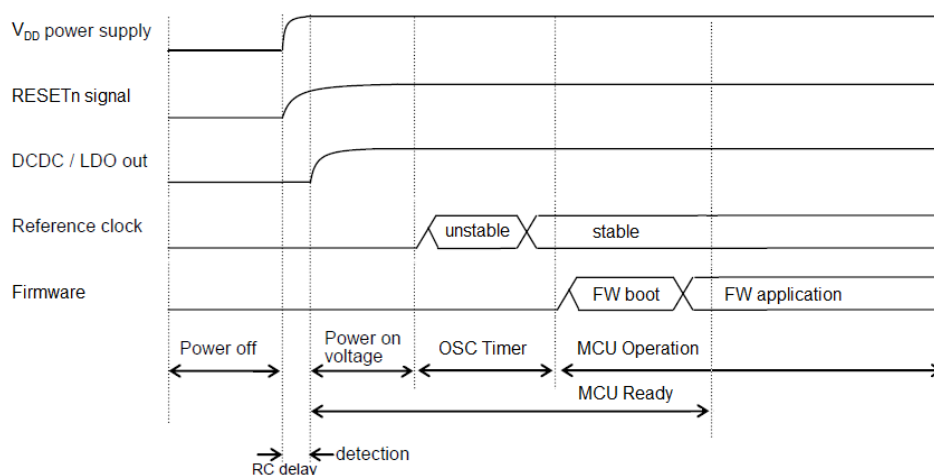 V_DD power supply
RESETn signal
DCDC / LDO out
Reference clock
unstable
stable
Firmware
FW boot
FW application
Power off
Power on
voltage
OSC Timer
MCU Operation
MCU Ready
detection
RC delay